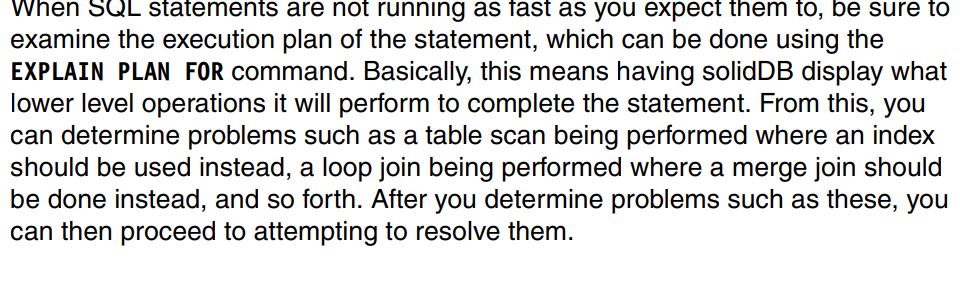 When SQL statements are not running as fast as you expect them to, be sure to
examine the execution plan of the statement, which can be done using the
EXPLAIN PLAN FOR command. Basically, this means having solidDB display what
lower level operations it will perform to complete the statement. From this, you
can determine problems such as a table scan being performed where an index
should be used instead, a loop join being performed where a merge join should
be done instead, and so forth. After you determine problems such as these, you
can then proceed to attempting to resolve them.